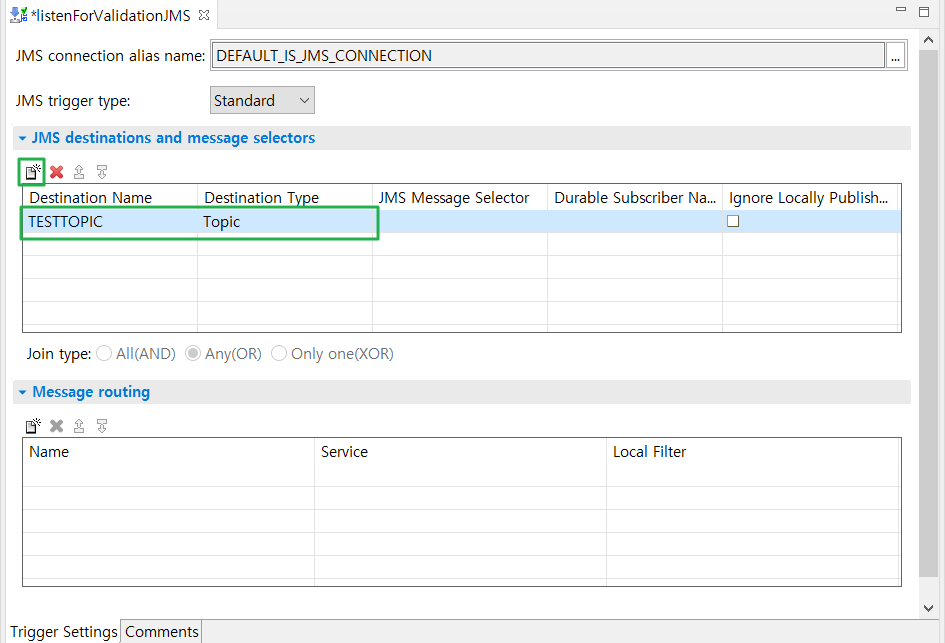 *listenForValidationJMS
JMS connection alias name: DEFAULT_IS_JMS_CONNECTION ...
JMS trigger type: Standard
JMS destinations and message selectors
Destination Name Destination Type JMS Message Selector Durable Subscriber Na... Ignore Locally Publish...
TESTTOPIC Topic
Join type: All(AND) Any(OR) Only one(XOR)
Message routing
Name Service Local Filter
Trigger Settings Comments